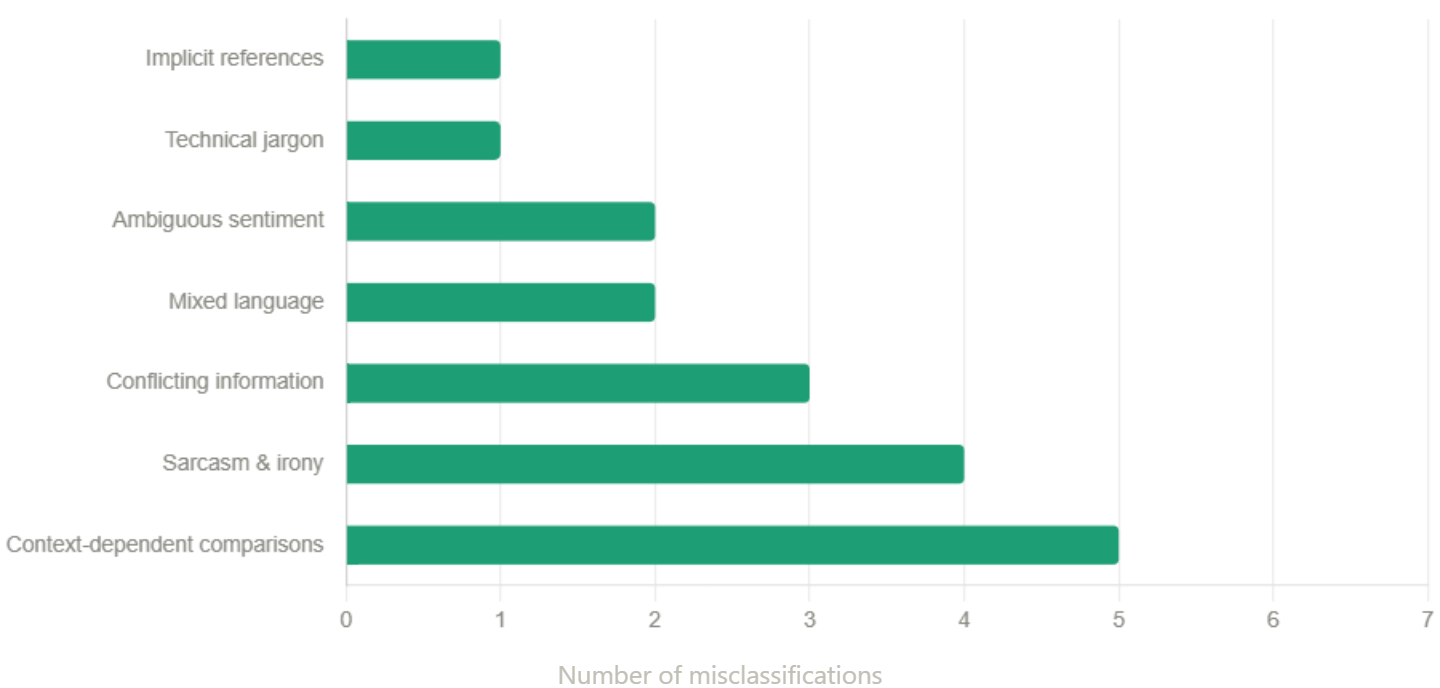 Implicit references
Technical jargon
Ambiguous sentiment
Mixed language
Conflicting information
Sarcasm & irony
Context-dependent comparisons
0 1 2 3 4 5 6 7
Number of misclassifications